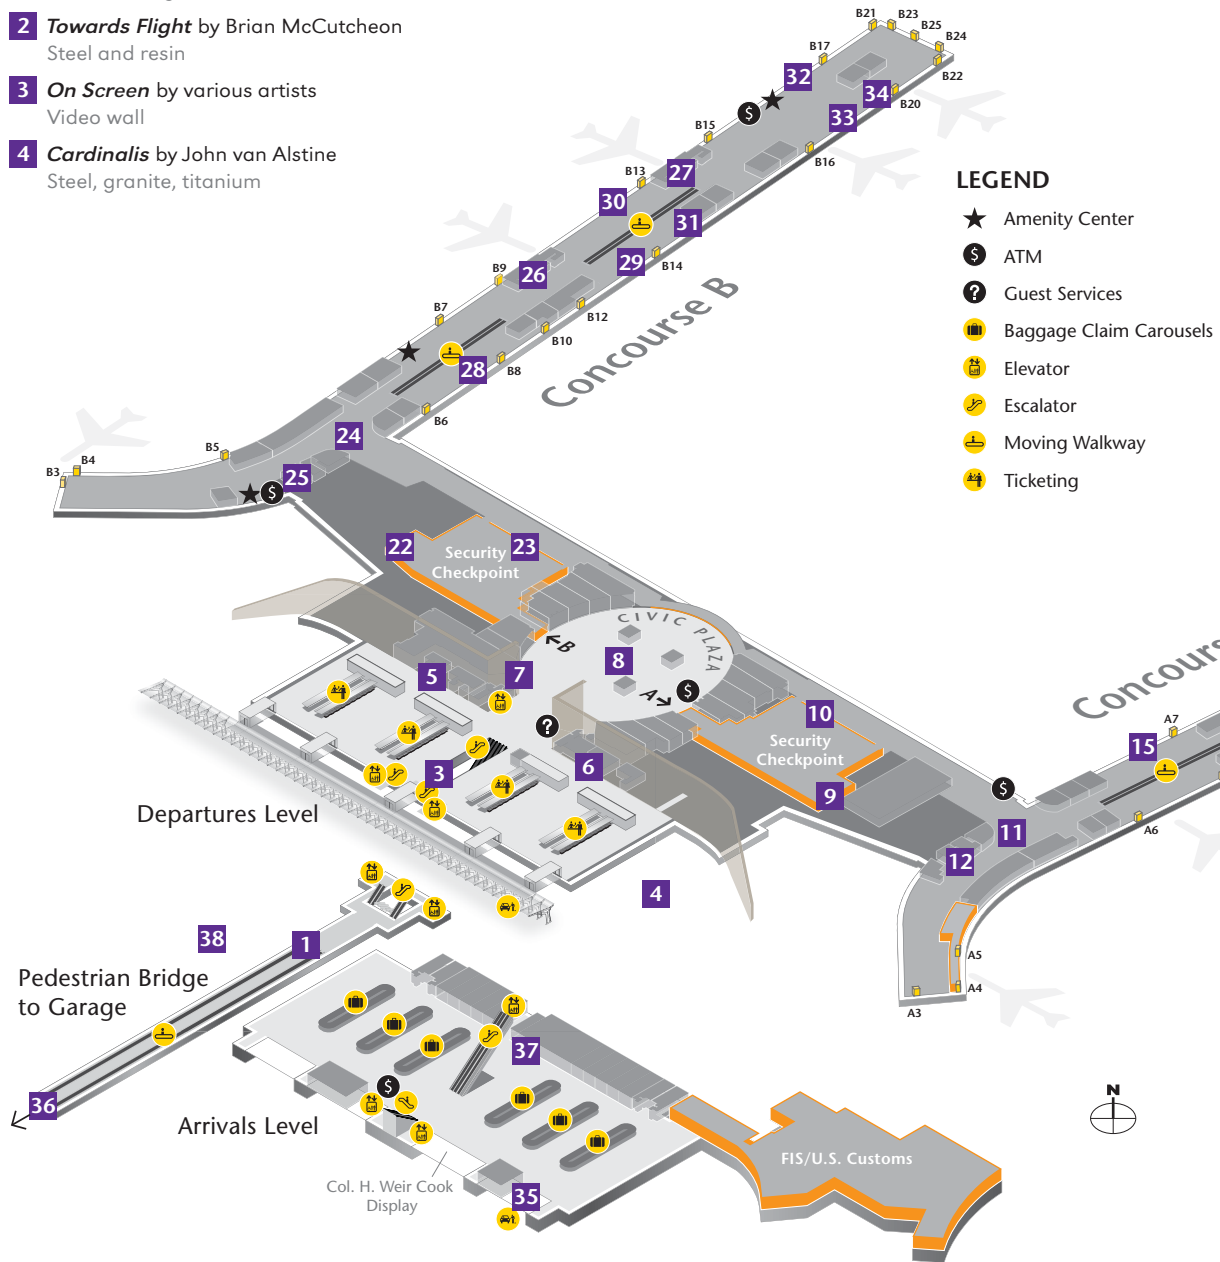 2 Towards Flight by Brian McCutcheon
Steel and resin
3 On Screen by various artists
Video wall
4 Cardinalis by John van Alstine
Steel, granite, titanium
B21
B23
B25
B24
B22
B17
32
34
B20
33
$
B15
B16
27
B13
30
31
29
B14
26
B9
B12
B7
B10
28
B8
B6
24
B5
B4
B3
25
$
Concourse B
LEGEND
Amenity Center
$ ATM
? Guest Services
Baggage Claim Carousels
Elevator
Escalator
Moving Walkway
Ticketing
22
23
Security
Checkpoint
CIVIC PLAZA
←B
8
A→
$
7
5
?
10
Security
Checkpoint
9
6
3
Departures Level
4
Concours
A7
15
$
A6
11
12
A5
A4
A3
38
1
Pedestrian Bridge
to Garage
36
37
$
Arrivals Level
Col. H. Weir Cook
Display
35
FIS/U.S. Customs
N